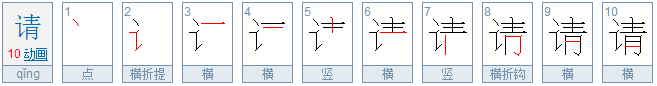 请 1 2 3 4 5 6 7 8 9 10
10 动画
qǐng 点 横折提 横 横 竖 横 竖 横折钩 横 横